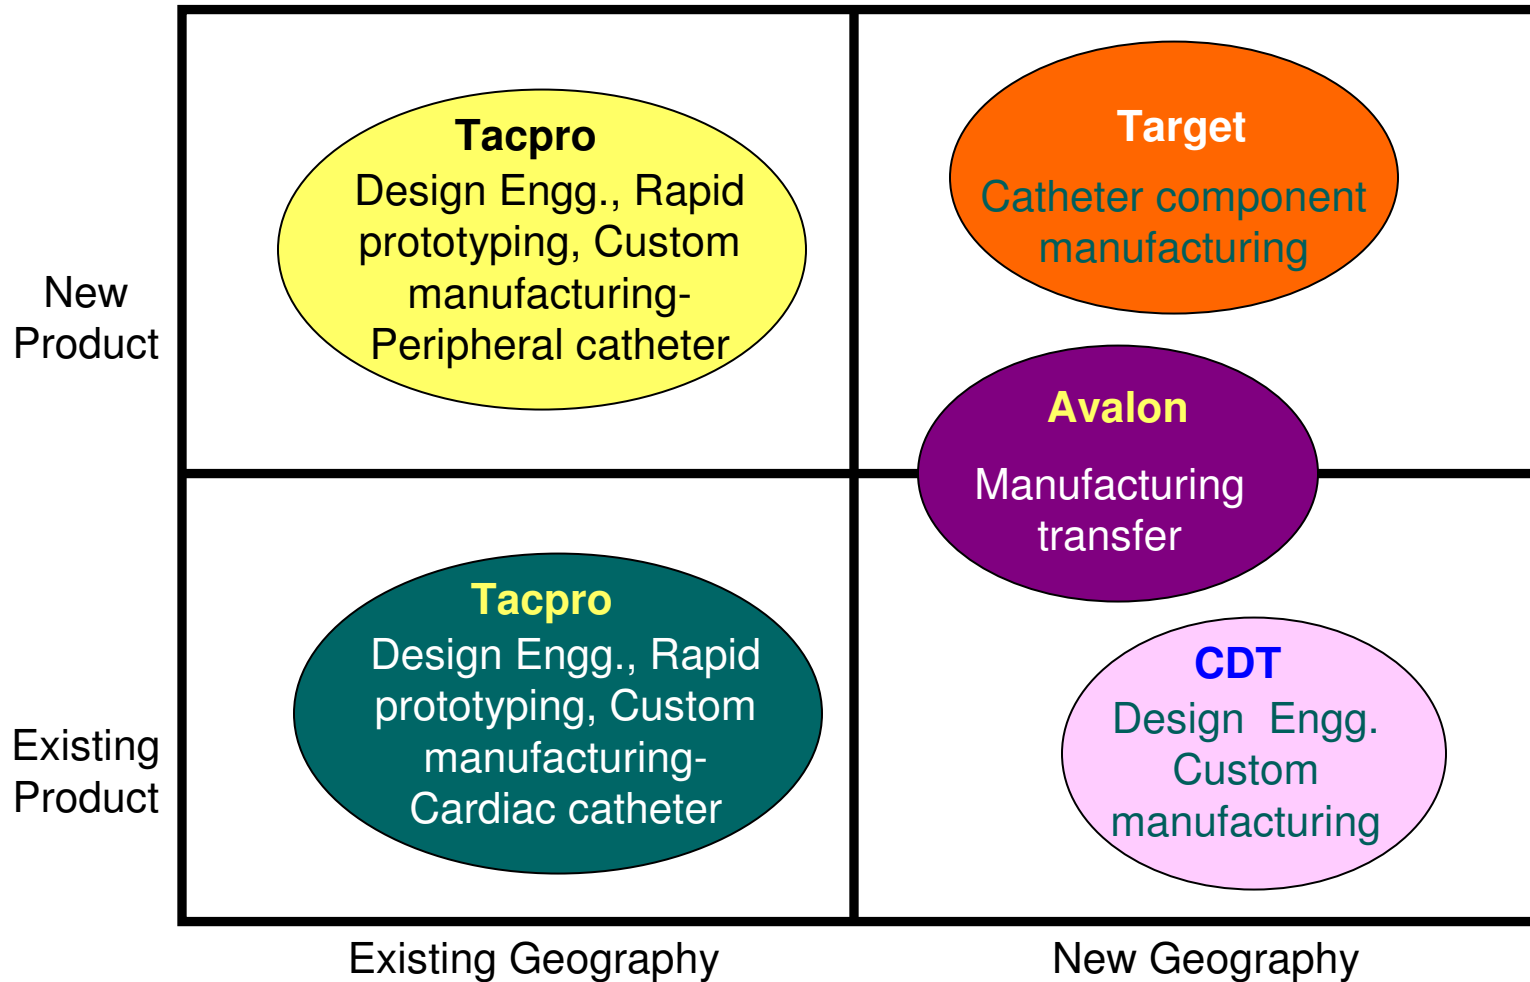 New
Product
Tacpro
Design Engg., Rapid
prototyping, Custom
manufacturing-
Peripheral catheter
Target
Catheter component
manufacturing
Avalon
Manufacturing
transfer
Existing
Product
Tacpro
Design Engg., Rapid
prototyping, Custom
manufacturing-
Cardiac catheter
CDT
Design  Engg.
Custom
manufacturing
Existing Geography
New Geography